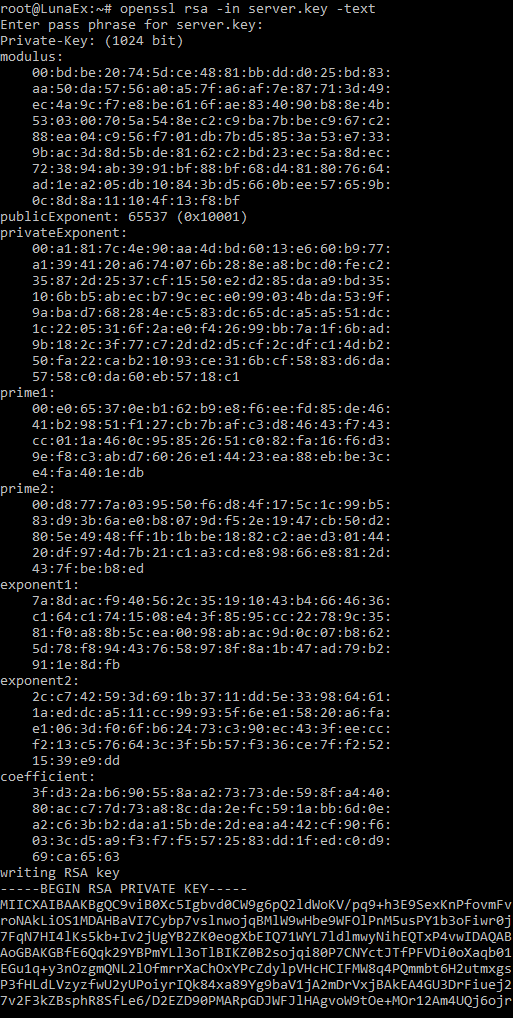 root@LunaEx:~# openssl rsa -in server.key -text
Enter pass phrase for server.key:
Private-Key: (1024 bit)
modulus:
00:bd:be:20:74:5d:ce:48:81:bb:dd:d0:25:bd:83:
aa:50:da:57:56:a0:a5:7f:a6:af:7e:87:71:3d:49:
ec:4a:9c:f7:e8:be:61:6f:ae:83:40:90:b8:8e:4b:
53:03:00:70:5a:54:8e:c2:c9:ba:7b:be:c9:67:c2:
88:ea:04:c9:56:f7:01:db:7b:d5:85:3a:53:e7:33:
9b:ac:3d:8d:5b:de:81:62:c2:bd:23:ec:5a:8d:ec:
72:38:94:ab:39:91:bf:88:bf:68:d4:81:80:76:64:
ad:1e:a2:05:db:10:84:3b:d5:66:0b:ee:57:65:9b:
0c:8d:8a:11:10:4f:13:f8:bf
publicExponent: 65537 (0x10001)
privateExponent:
00:a1:81:7c:4e:90:aa:4d:bd:60:13:e6:60:b9:77:
a1:39:41:20:a6:74:07:6b:28:8e:a8:bc:d0:fe:c2:
35:87:2d:25:37:cf:15:50:e2:d2:85:da:a9:bd:35:
10:6b:b5:ab:ec:b7:9c:ec:e0:99:03:4b:da:53:9f:
9a:ba:d7:68:28:4e:c5:83:dc:65:dc:a5:a5:51:dc:
1c:22:05:31:6f:2a:e0:f4:26:99:bb:7a:1f:6b:ad:
9b:18:2c:3f:77:c7:2d:d2:d5:cf:2c:df:c1:4d:b2:
50:fa:22:ca:b2:10:93:ce:31:6b:cf:58:83:d6:da:
57:58:c0:da:60:eb:57:18:c1
prime1:
00:e0:65:37:0e:b1:62:b9:e8:f6:ee:fd:85:de:46:
41:b2:98:51:f1:27:cb:7b:af:c3:d8:46:43:f7:43:
cc:01:1a:46:0c:95:85:26:51:c0:82:fa:16:f6:d3:
9e:f8:c3:ab:d7:60:26:e1:44:23:ea:88:eb:be:3c:
e4:fa:40:1e:db
prime2:
00:d8:77:7a:03:95:50:f6:d8:4f:17:5c:1c:99:b5:
83:d9:3b:6a:e0:b8:07:9d:f5:2e:19:47:cb:50:d2:
80:5e:49:48:ff:1b:1b:be:18:82:c2:ae:d3:01:44:
20:df:97:4d:7b:21:c1:a3:cd:e8:98:66:e8:81:2d:
43:7f:be:b8:ed
exponent1:
7a:8d:ac:f9:40:56:2c:35:19:10:43:b4:66:46:36:
c1:64:c1:74:15:08:e4:3f:85:95:cc:22:78:9c:35:
81:f0:a8:8b:5c:ea:00:98:ab:ac:9d:0c:07:b8:62:
5d:78:f8:94:43:76:58:97:8f:8a:1b:47:ad:79:b2:
91:1e:8d:fb
exponent2:
2c:c7:42:59:3d:69:1b:37:11:dd:5e:33:98:64:61:
1a:ed:dc:a5:11:cc:99:93:5f:6e:e1:58:20:a6:fa:
e1:06:3d:f0:6f:b6:24:73:c3:90:ec:43:3f:ee:cc:
f2:13:c5:76:64:3c:3f:5b:57:f3:36:ce:7f:f2:52:
15:39:e9:dd
coefficient:
3f:d3:2a:b6:90:55:8a:a2:73:73:de:59:8f:a4:40:
80:ac:c7:7d:73:a8:8c:da:2e:fc:59:1a:bb:6d:0e:
a2:c6:3b:b2:da:a1:5b:de:2d:ea:a4:42:cf:90:f6:
03:3c:d5:a9:f3:f7:f5:57:25:83:dd:1f:ed:c0:d9:
69:ca:65:63
writing RSA key
-----BEGIN RSA PRIVATE KEY-----
MIICXAIBAAKBgQC9viB0Xc5Igbvd0CW9g6pQ2ldWoKV/pq9+h3E9SexKnPfovmFv
roNAkLiOS1MDAHBaVI7Cybp7vslnwojqBMlW9wHbe9WFOlPnM5usPY1b3oFiwr0j
7FqN7HI4lKs5kb+Iv2jUgYB2ZK0eogXbEIQ71WYL7ldlmwyNihEQTxP4vwIDAQAB
AoGBAKGBfE6Qqk29YBPmYLl3oTlBIKZ0B2sojqi80P7CNYctJTfPFVDi0oXaqb01
EGu1q+y3nOzgmQNL2lOfmrrXaChOxYPcZdylpVHcHCIFMW8q4PQmmbt6H2utmxgs
P3fHLdLVzyzfwU2yUPoiyrIQk84xa89Yg9baV1jA2mDrVxjBAkEA4GU3DrFiuej2
7v2F3kZBsphR8SfLe6/D2EZD90PMARpGDJWFJlHAgvoW9tOe+MOr12Am4UQj6ojr